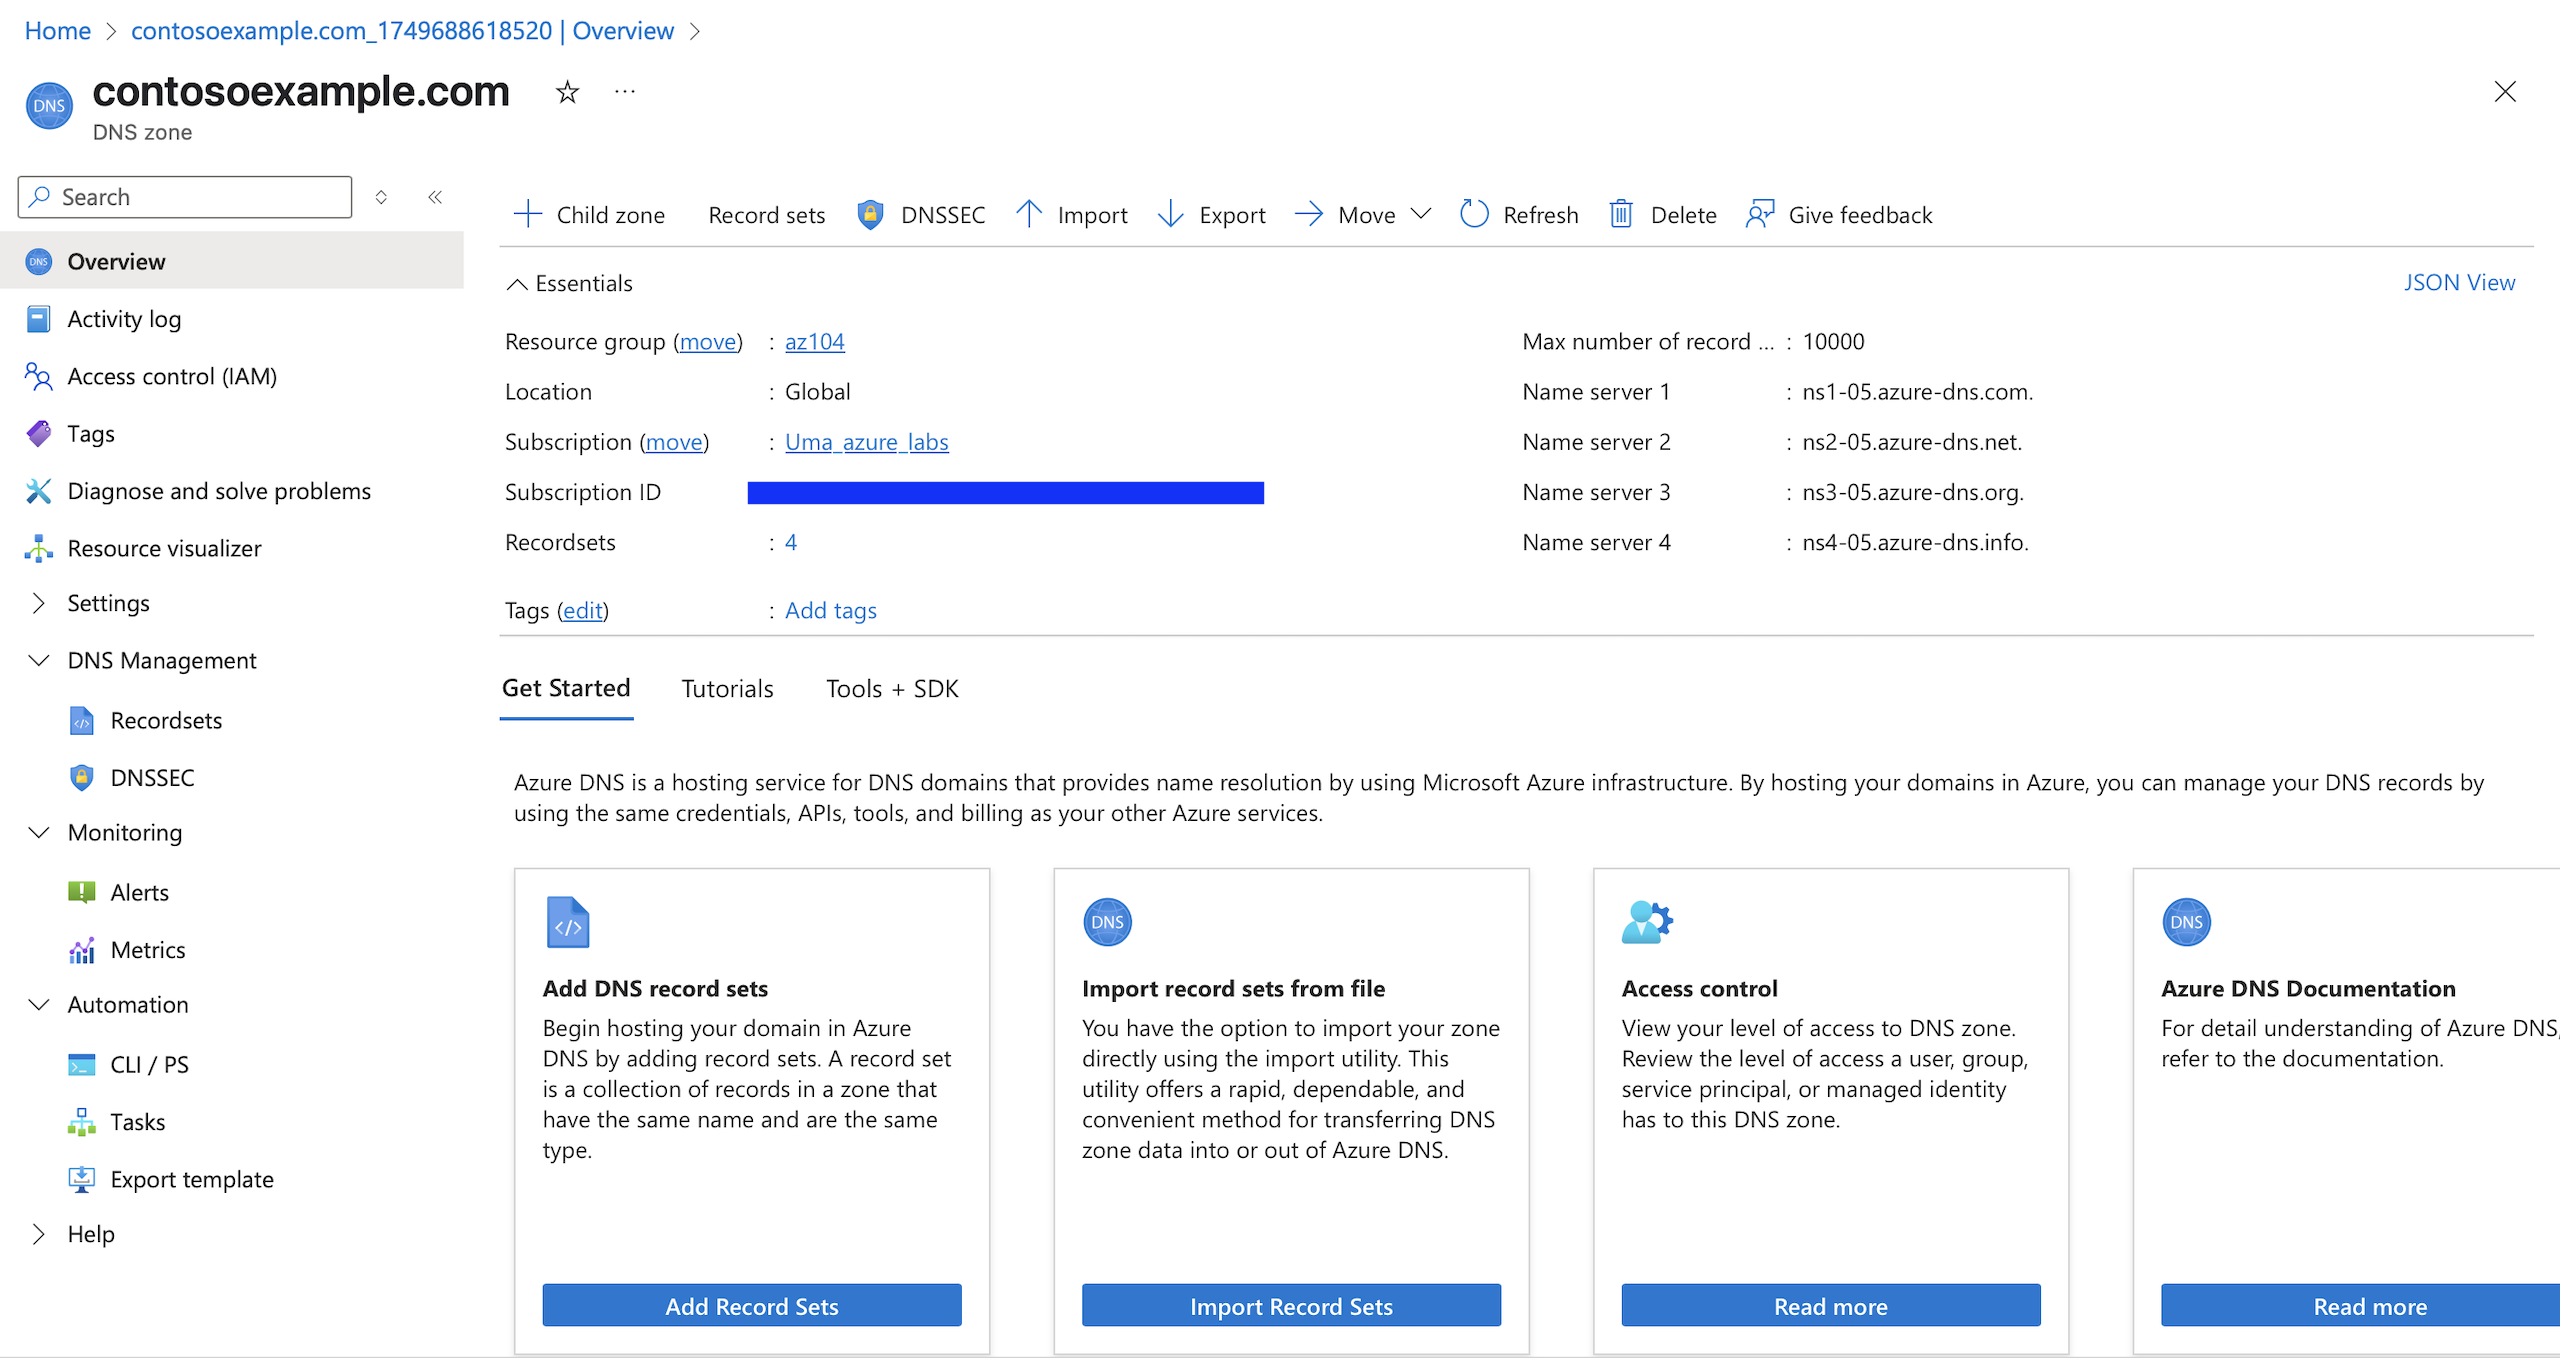 Home > contosoexample.com_1749688618520 | Overview >
DNS
contosoexample.com
...
DNS zone
Search
Overview
Activity log
Access control (IAM)
Tags
Diagnose and solve problems
Resource visualizer
Settings
DNS Management
Recordsets
DNSSEC
Monitoring
Alerts
Metrics
Automation
CLI / PS
Tasks
Export template
Help
Child zone Record sets DNSSEC Import Export Move Refresh Delete Give feedback
Essentials
JSON View
Resource group (move) : az104
Location : Global
Subscription (move) : Uma_azure_labs
Subscription ID
Recordsets : 4
Max number of record ... : 10000
Name server 1 : ns1-05.azure-dns.com.
Name server 2 : ns2-05.azure-dns.net.
Name server 3 : ns3-05.azure-dns.org.
Name server 4 : ns4-05.azure-dns.info.
Tags (edit) : Add tags
Get Started Tutorials Tools + SDK
Azure DNS is a hosting service for DNS domains that provides name resolution by using Microsoft Azure infrastructure. By hosting your domains in Azure, you can manage your DNS records by
using the same credentials, APIs, tools, and billing as your other Azure services.
Add DNS record sets
Begin hosting your domain in Azure
DNS by adding record sets. A record set
is a collection of records in a zone that
have the same name and are the same
type.
Add Record Sets
DNS
Import record sets from file
You have the option to import your zone
directly using the import utility. This
utility offers a rapid, dependable, and
convenient method for transferring DNS
zone data into or out of Azure DNS.
Import Record Sets
Access control
View your level of access to DNS zone.
Review the level of access a user, group,
service principal, or managed identity
has to this DNS zone.
Read more
DNS
Azure DNS Documentation
For detail understanding of Azure DNS,
refer to the documentation.
Read more